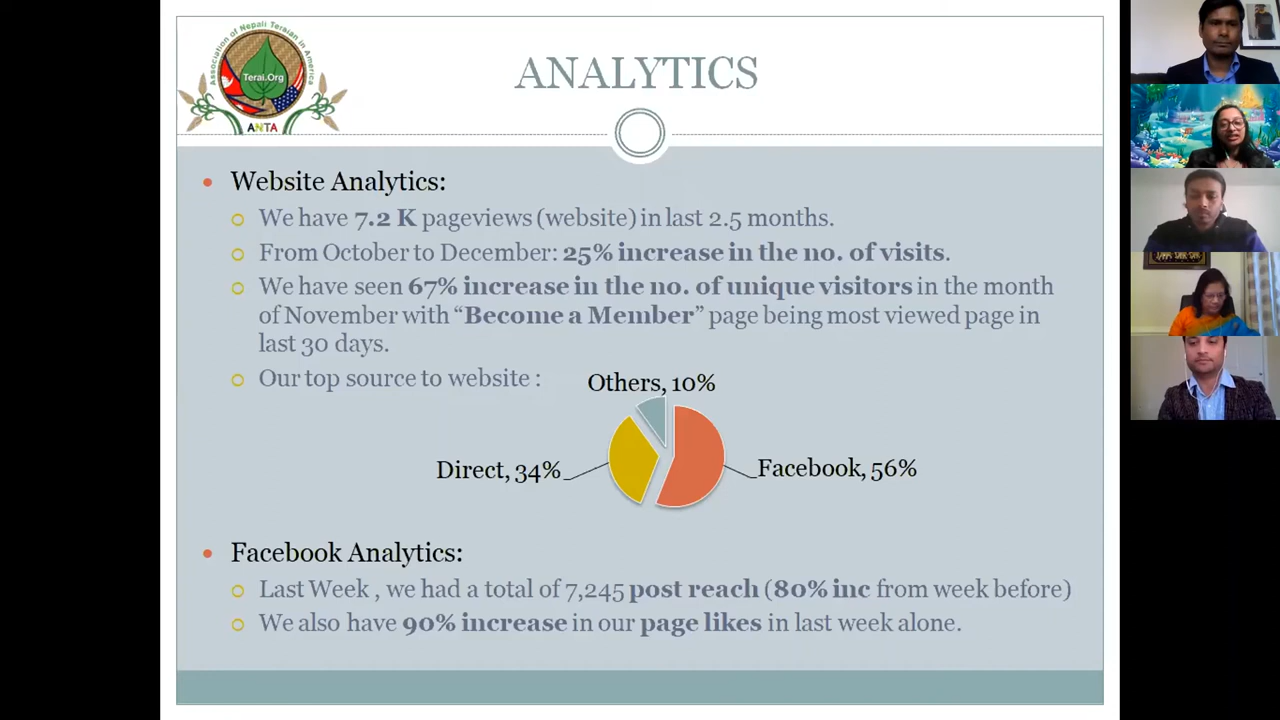 Association of Nepali Teraian in America
Terai.Org
ANTA
ANALYTICS
• Website Analytics:
We have 7.2 K pageviews (website) in last 2.5 months.
From October to December: 25% increase in the no. of visits.
We have seen 67% increase in the no. of unique visitors in the month
of November with “Become a Member” page being most viewed page in
last 30 days.
Our top source to website :
Others, 10%
Direct, 34%
Facebook, 56%
• Facebook Analytics:
Last Week , we had a total of 7,245 post reach (80% inc from week before)
We also have 90% increase in our page likes in last week alone.